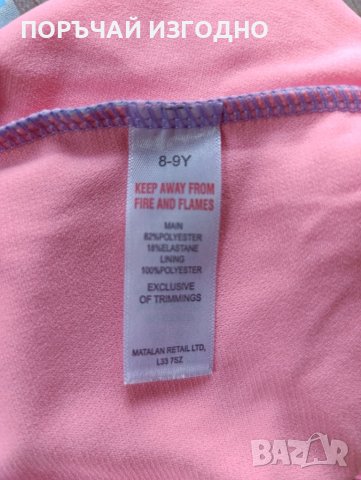 ПОРЪЧАЙ ИЗГОДНО
8-9Y
KEEP AWAY FROM
FIRE AND FLAMES
MAIN
82%POLYESTER
18%ELASTANE
LINING
100%POLYESTER
EXCLUSIVE
OF TRIMMINGS
MATALAN RETAIL LTD,
L33 7SZ
BAZAR